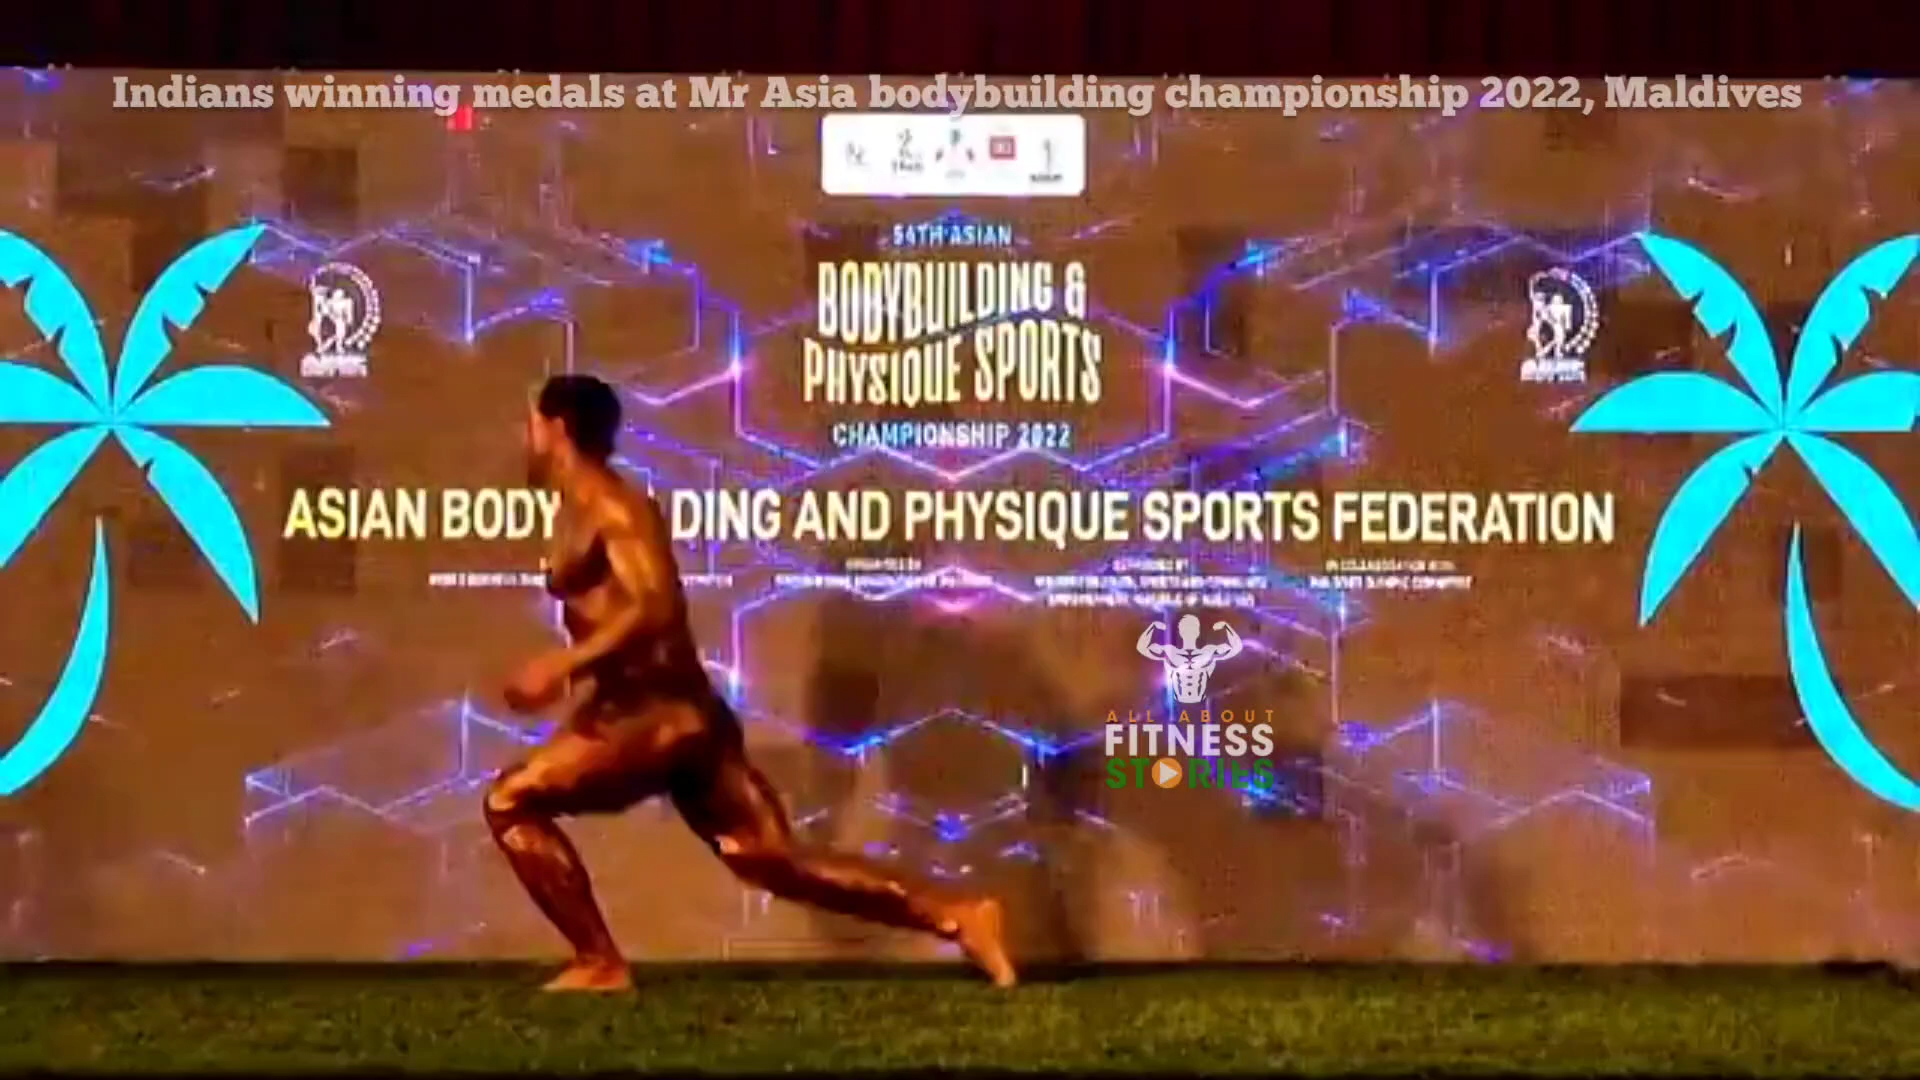 Indians winning medals at Mr Asia bodybuilding championship 2022, Maldives
54TH ASIAN
BODYBUILDING &
PHYSIQUE SPORTS
CHAMPIONSHIP 2022
ASIAN BODY DING AND PHYSIQUE SPORTS FEDERATION
ALL ABOUT
FITNESS
STORIES